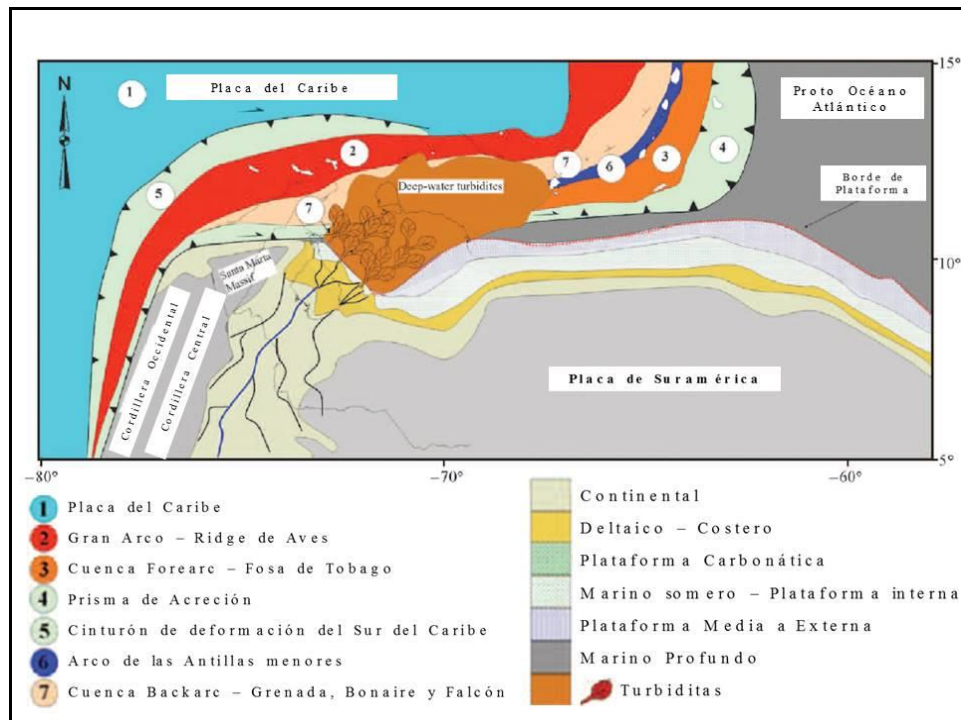 N
1
Placa del Caribe
15°
Proto Océano
Atlántico
2
7
6
3
4
5
Deep-water turbidites
Borde de
Plataforma
7
10°
Santa Marta
Massif
Cordillera Occidental
Cordillera Central
Placa de Suramérica
5°
−80°
−70°
−60°
1 Placa del Caribe
2 Gran Arco – Ridge de Aves
3 Cuenca Forearc – Fosa de Tobago
4 Prisma de Acreción
5 Cinturón de deformación del Sur del Caribe
6 Arco de las Antillas menores
7 Cuenca Backarc – Grenada, Bonaire y Falcón
Continental
Deltaico – Costero
Plataforma Carbonática
Marino somero – Plataforma interna
Plataforma Media a Externa
Marino Profundo
Turbiditas